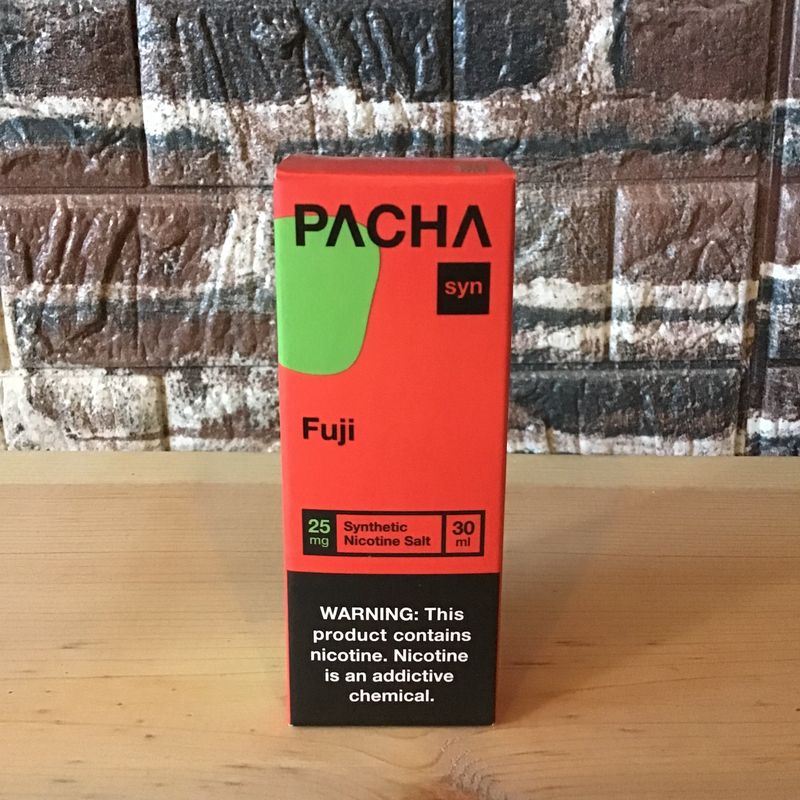 PACHA
syn
Fuji
25 mg
Synthetic
Nicotine Salt
30 ml
WARNING: This
product contains
nicotine. Nicotine
is an addictive
chemical.